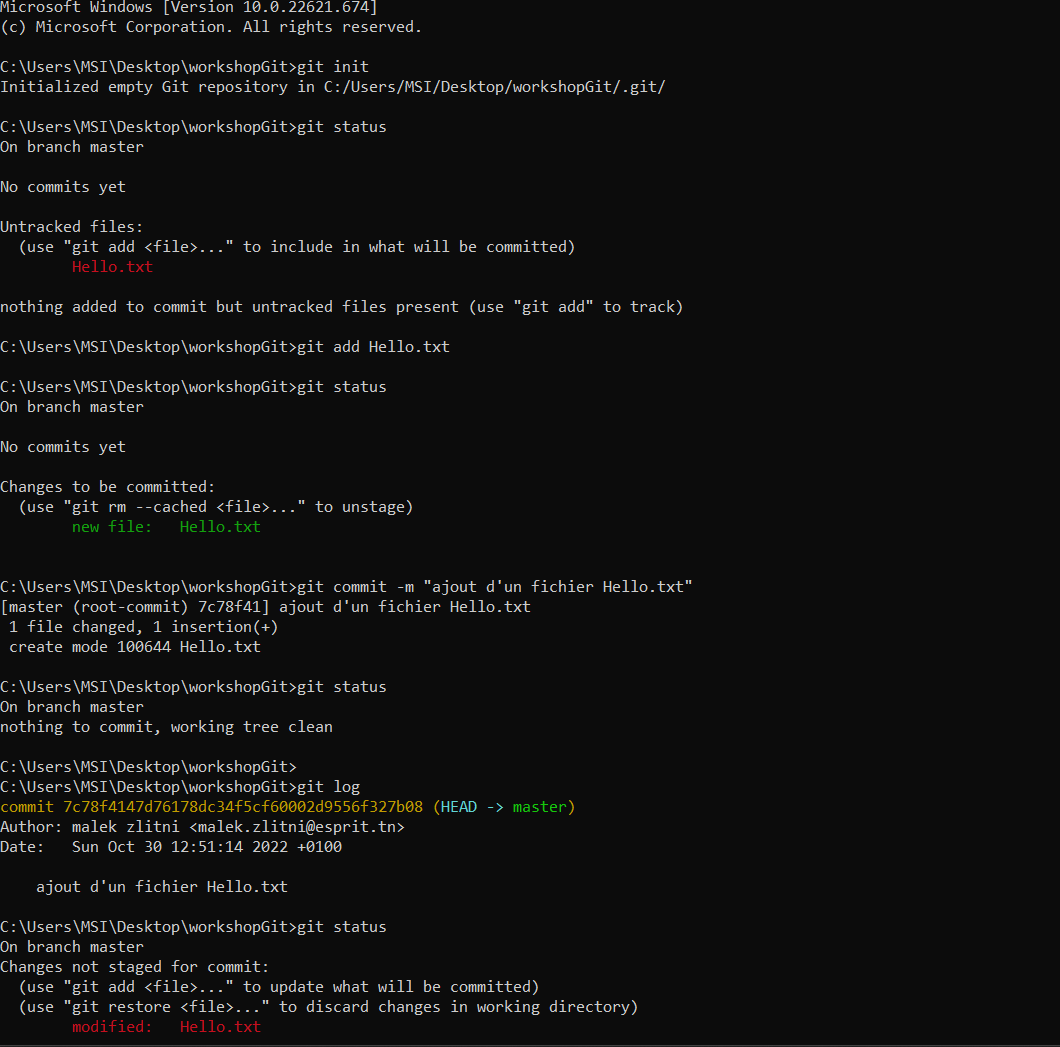 Microsoft Windows [Version 10.0.22621.674]
(c) Microsoft Corporation. All rights reserved.
C:\Users\MSI\Desktop\workshopGit>git init
Initialized empty Git repository in C:/Users/MSI/Desktop/workshopGit/.git/
C:\Users\MSI\Desktop\workshopGit>git status
On branch master
No commits yet
Untracked files:
  (use "git add <file>..." to include in what will be committed)
        Hello.txt
nothing added to commit but untracked files present (use "git add" to track)
C:\Users\MSI\Desktop\workshopGit>git add Hello.txt
C:\Users\MSI\Desktop\workshopGit>git status
On branch master
No commits yet
Changes to be committed:
  (use "git rm --cached <file>..." to unstage)
        new file:   Hello.txt
C:\Users\MSI\Desktop\workshopGit>git commit -m "ajout d'un fichier Hello.txt"
[master (root-commit) 7c78f41] ajout d'un fichier Hello.txt
 1 file changed, 1 insertion(+)
 create mode 100644 Hello.txt
C:\Users\MSI\Desktop\workshopGit>git status
On branch master
nothing to commit, working tree clean
C:\Users\MSI\Desktop\workshopGit>
C:\Users\MSI\Desktop\workshopGit>git log
commit 7c78f4147d76178dc34f5cf60002d9556f327b08 (HEAD -> master)
Author: malek zlitni <malek.zlitni@esprit.tn>
Date:   Sun Oct 30 12:51:14 2022 +0100
    ajout d'un fichier Hello.txt
C:\Users\MSI\Desktop\workshopGit>git status
On branch master
Changes not staged for commit:
  (use "git add <file>..." to update what will be committed)
  (use "git restore <file>..." to discard changes in working directory)
        modified:   Hello.txt